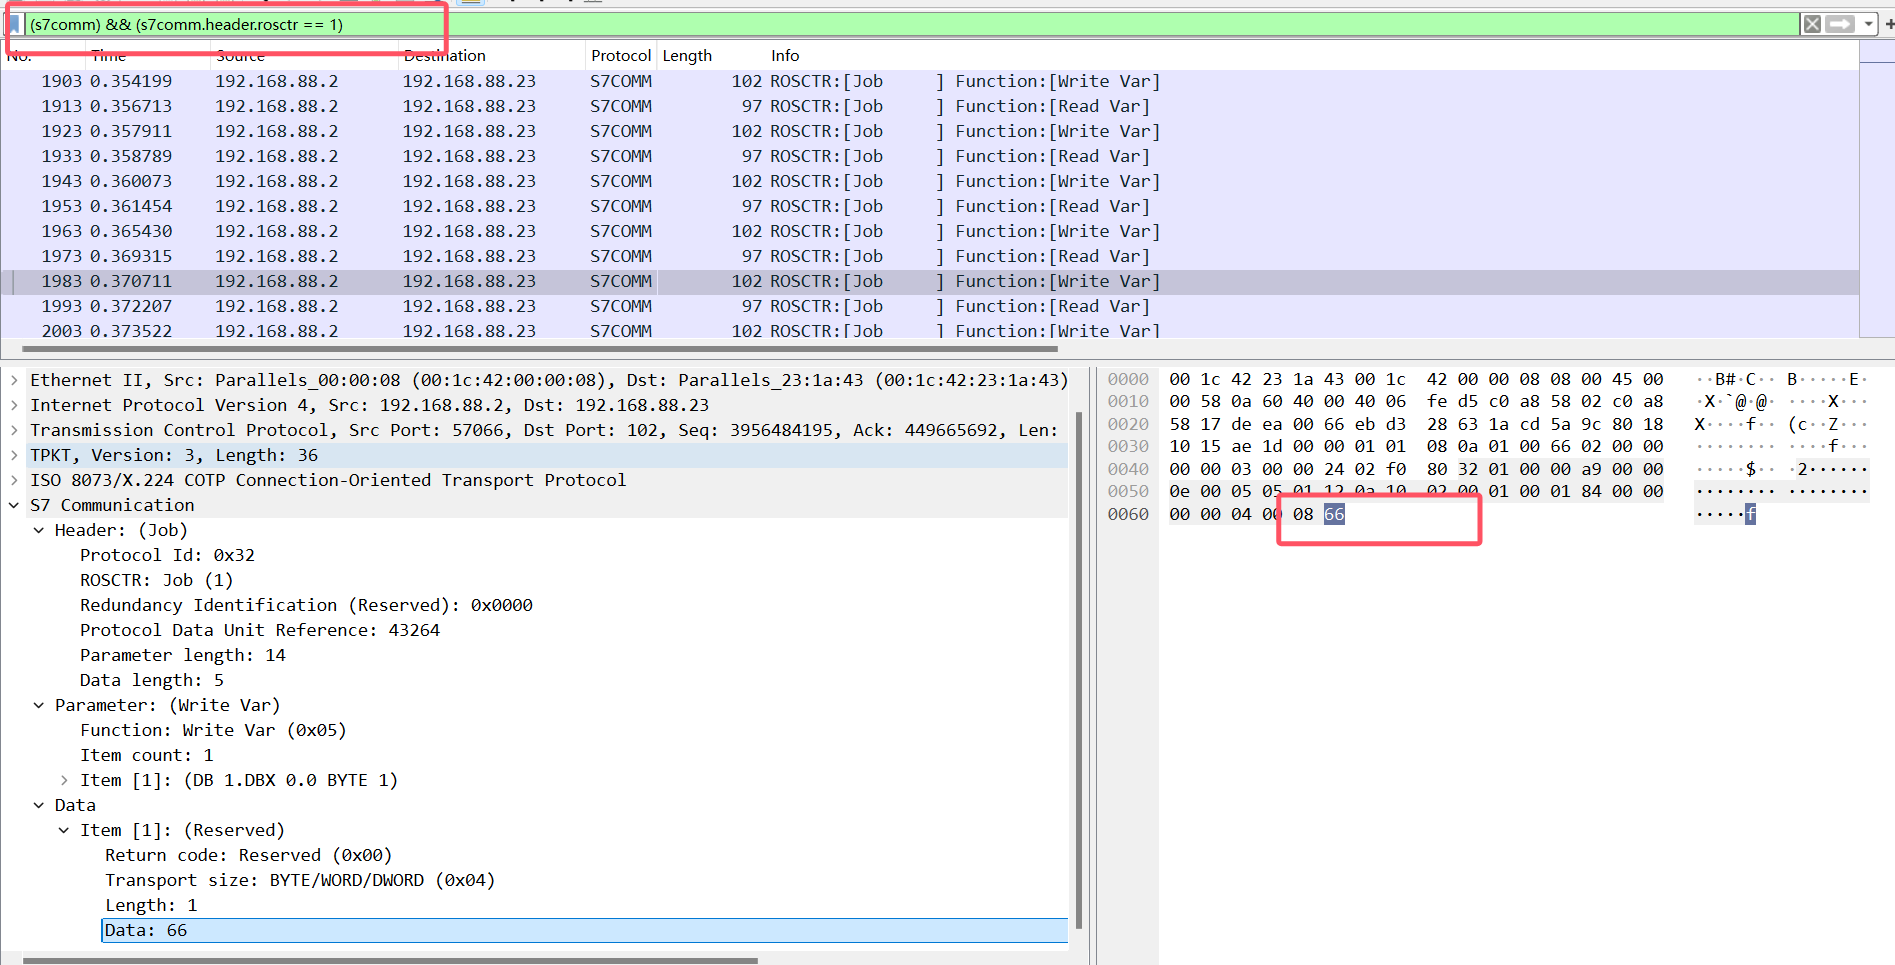 (s7comm) && (s7comm.header.rosctr == 1)
No. Time Source Destination Protocol Length Info
1903 0.354199 192.168.88.2 192.168.88.23 S7COMM 102 ROSCTR:[Job ] Function:[Write Var]
1913 0.356713 192.168.88.2 192.168.88.23 S7COMM 97 ROSCTR:[Job ] Function:[Read Var]
1923 0.357911 192.168.88.2 192.168.88.23 S7COMM 102 ROSCTR:[Job ] Function:[Write Var]
1933 0.358789 192.168.88.2 192.168.88.23 S7COMM 97 ROSCTR:[Job ] Function:[Read Var]
1943 0.360073 192.168.88.2 192.168.88.23 S7COMM 102 ROSCTR:[Job ] Function:[Write Var]
1953 0.361454 192.168.88.2 192.168.88.23 S7COMM 97 ROSCTR:[Job ] Function:[Read Var]
1963 0.365430 192.168.88.2 192.168.88.23 S7COMM 102 ROSCTR:[Job ] Function:[Write Var]
1973 0.369315 192.168.88.2 192.168.88.23 S7COMM 97 ROSCTR:[Job ] Function:[Read Var]
1983 0.370711 192.168.88.2 192.168.88.23 S7COMM 102 ROSCTR:[Job ] Function:[Write Var]
1993 0.372207 192.168.88.2 192.168.88.23 S7COMM 97 ROSCTR:[Job ] Function:[Read Var]
2003 0.373522 192.168.88.2 192.168.88.23 S7COMM 102 ROSCTR:[Job ] Function:[Write Var]
Ethernet II, Src: Parallels_00:00:08 (00:1c:42:00:00:08), Dst: Parallels_23:1a:43 (00:1c:42:23:1a:43)
Internet Protocol Version 4, Src: 192.168.88.2, Dst: 192.168.88.23
Transmission Control Protocol, Src Port: 57066, Dst Port: 102, Seq: 3956484195, Ack: 449665692, Len:
TPKT, Version: 3, Length: 36
ISO 8073/X.224 COTP Connection-Oriented Transport Protocol
S7 Communication
Header: (Job)
Protocol Id: 0x32
ROSCTR: Job (1)
Redundancy Identification (Reserved): 0x0000
Protocol Data Unit Reference: 43264
Parameter length: 14
Data length: 5
Parameter: (Write Var)
Function: Write Var (0x05)
Item count: 1
Item [1]: (DB 1.DBX 0.0 BYTE 1)
Data
Item [1]: (Reserved)
Return code: Reserved (0x00)
Transport size: BYTE/WORD/DWORD (0x04)
Length: 1
Data: 66
0000 00 1c 42 23 1a 43 00 1c 42 00 00 08 08 00 45 00 ··B#·C·· B·····E·
0010 00 58 0a 60 40 00 40 06 fe d5 c0 a8 58 02 c0 a8 ·X·`@·@· ····X···
0020 58 17 de ea 00 66 eb d3 28 63 1a cd 5a 9c 80 18 X····f·· (c··Z···
0030 10 15 ae 1d 00 00 01 01 08 0a 01 00 66 02 00 00 ········ ····f···
0040 00 00 03 00 00 24 02 f0 80 32 01 00 00 a9 00 00 ·····$·· ·2······
0050 0e 00 05 05 01 12 0a 10 02 00 01 00 01 84 00 00 ········ ········
0060 00 00 04 00 08 66 ·····f